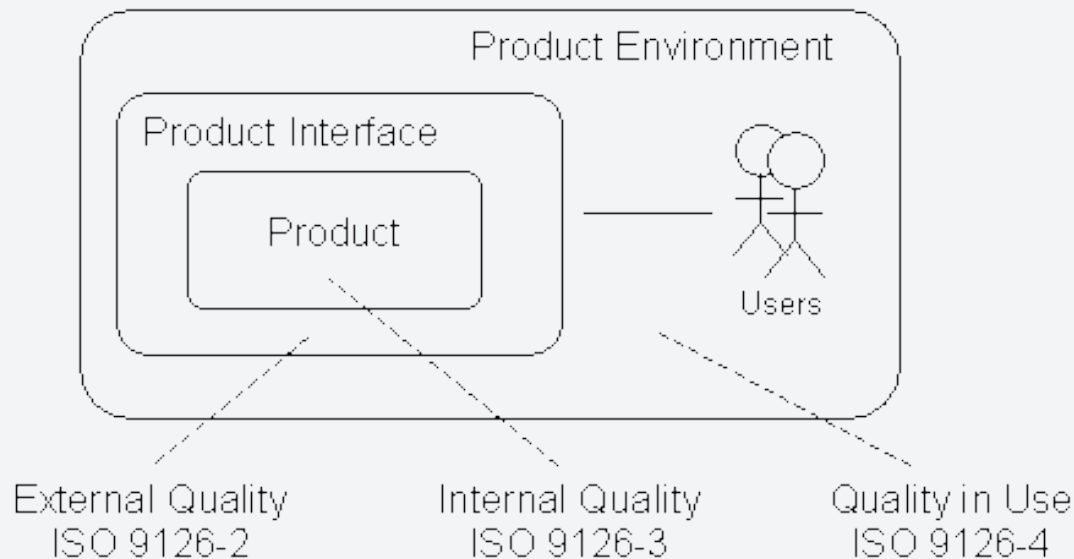 Product Environment
Product Interface
Product
Users
External Quality
ISO 9126-2
Internal Quality
ISO 9126-3
Quality in Use
ISO 9126-4